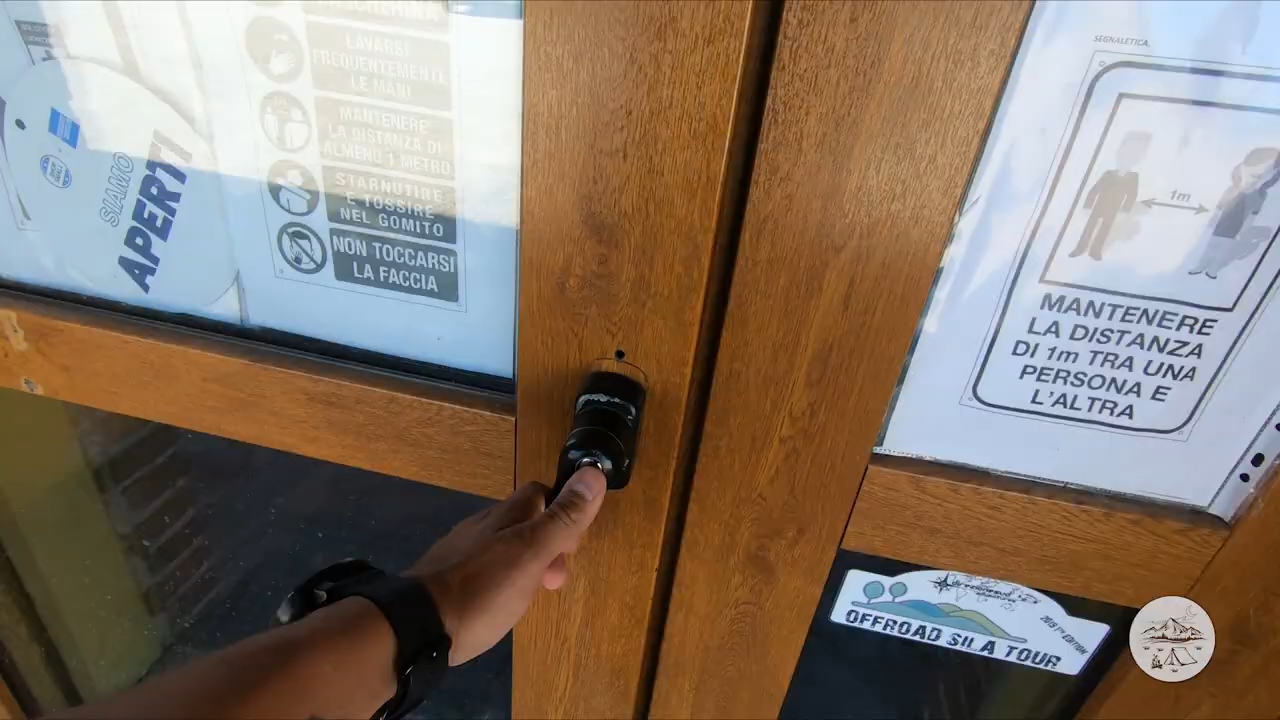 SIAMO
APERTI
MASCHERINA
LAVARSI
FREQUENTEMENTE
LE MANI
MANTENERE
LA DISTANZA DI
ALMENO 1 METRO
STARNUTIRE
E TOSSIRE
NEL GOMITO
NON TOCCARSI
LA FACCIA
SEGNALETICA.
1m
MANTENERE
LA DISTANZA
DI 1m TRA UNA
PERSONA E
L'ALTRA
OFFROAD SILA TOUR